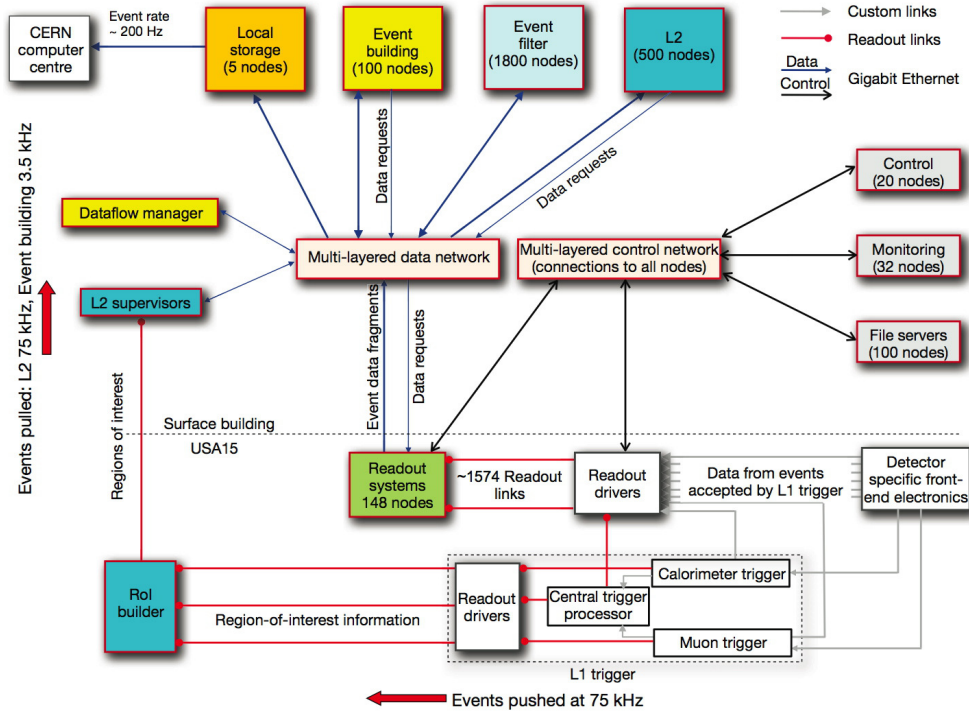 CERN
computer
centre
Event rate
~ 200 Hz
Local
storage
(5 nodes)
Event
building
(100 nodes)
Event
filter
(1800 nodes)
L2
(500 nodes)
Custom links
Readout links
Data
Control
Gigabit Ethernet
Data requests
Data requests
Control
(20 nodes)
Dataflow manager
Multi-layered data network
Multi-layered control network
(connections to all nodes)
Monitoring
(32 nodes)
L2 supervisors
File servers
(100 nodes)
Events pulled: L2 75 kHz, Event building 3.5 kHz
Event data fragments
Data requests
Regions of interest
Surface building
USA15
Readout
systems
148 nodes
~1574 Readout
links
Readout
drivers
Data from events
accepted by L1 trigger
Detector
specific front-
end electronics
RoI
builder
Region-of-interest information
Readout
drivers
Central trigger
processor
Calorimeter trigger
Muon trigger
L1 trigger
Events pushed at 75 kHz